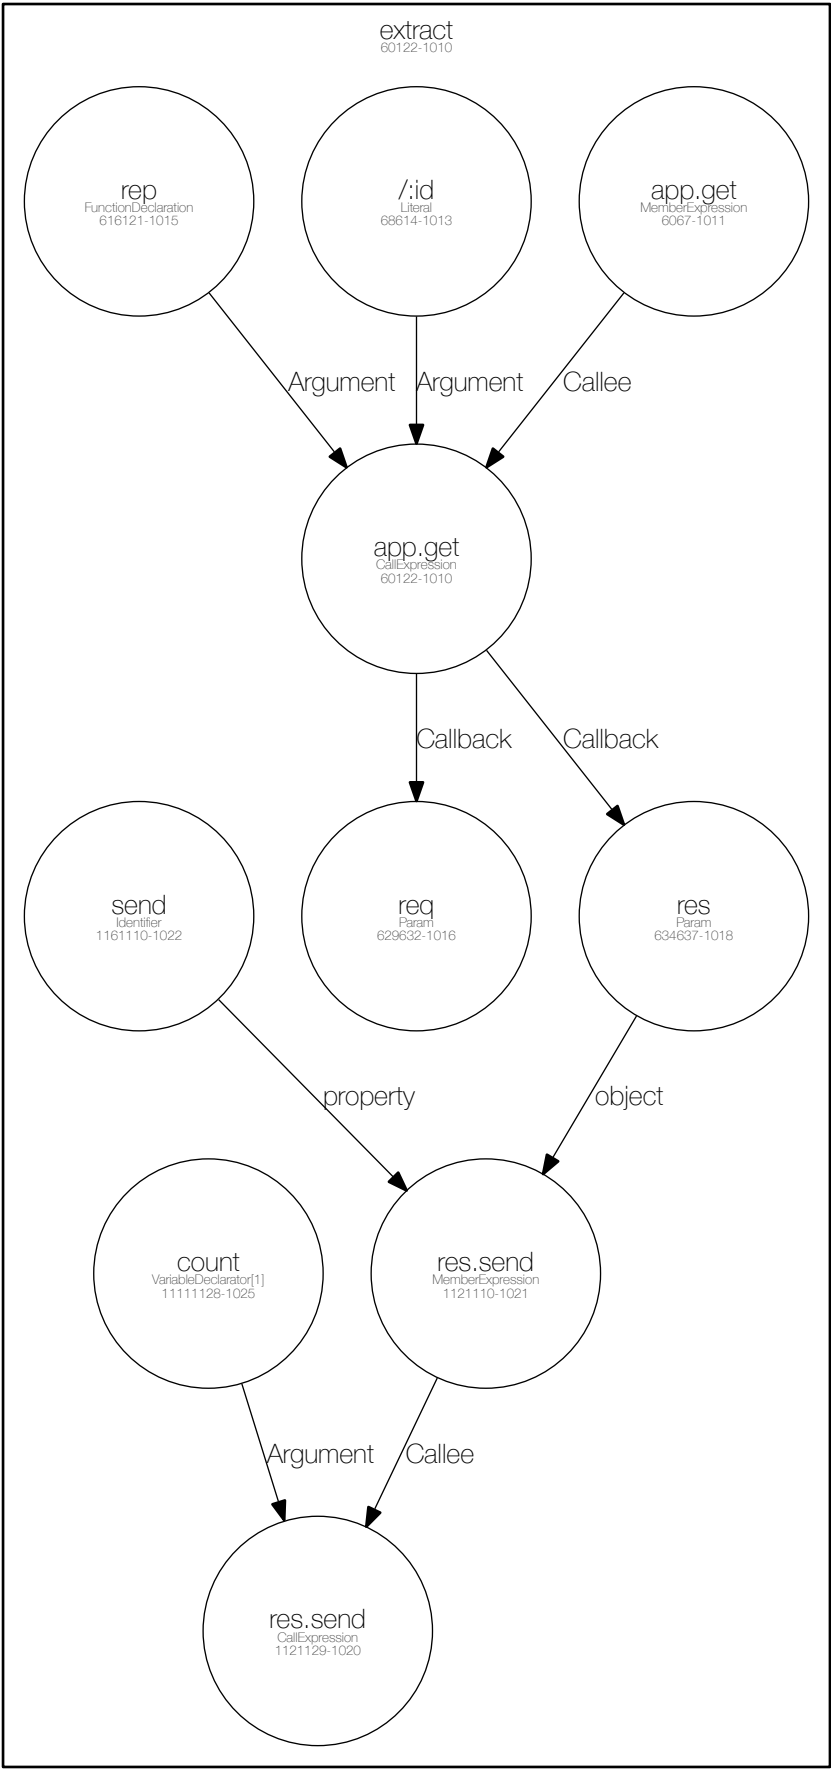 extract
60122-1010
rep
FunctionDeclaration
616121-1015
/:id
Literal
68614-1013
app.get
MemberExpression
6067-1011
Argument
Argument
Callee
app.get
CallExpression
60122-1010
Callback
Callback
send
Identifier
1161110-1022
req
Param
629632-1016
res
Param
634637-1018
property
object
count
VariableDeclarator[1]
11111128-1025
res.send
MemberExpression
1121110-1021
Argument
Callee
res.send
CallExpression
1121129-1020